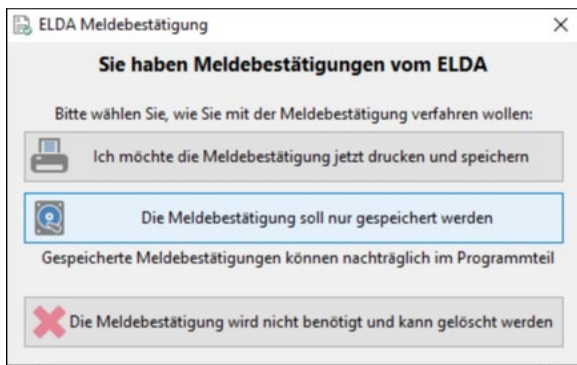 ELDA Meldebestätigung
Sie haben Meldebestätigungen vom ELDA
Bitte wählen Sie, wie Sie mit der Meldebestätigung verfahren wollen:
Ich möchte die Meldebestätigung jetzt drucken und speichern
Die Meldebestätigung soll nur gespeichert werden
Gespeicherte Meldebestätigungen können nachträglich im Programmteil
Die Meldebestätigung wird nicht benötigt und kann gelöscht werden